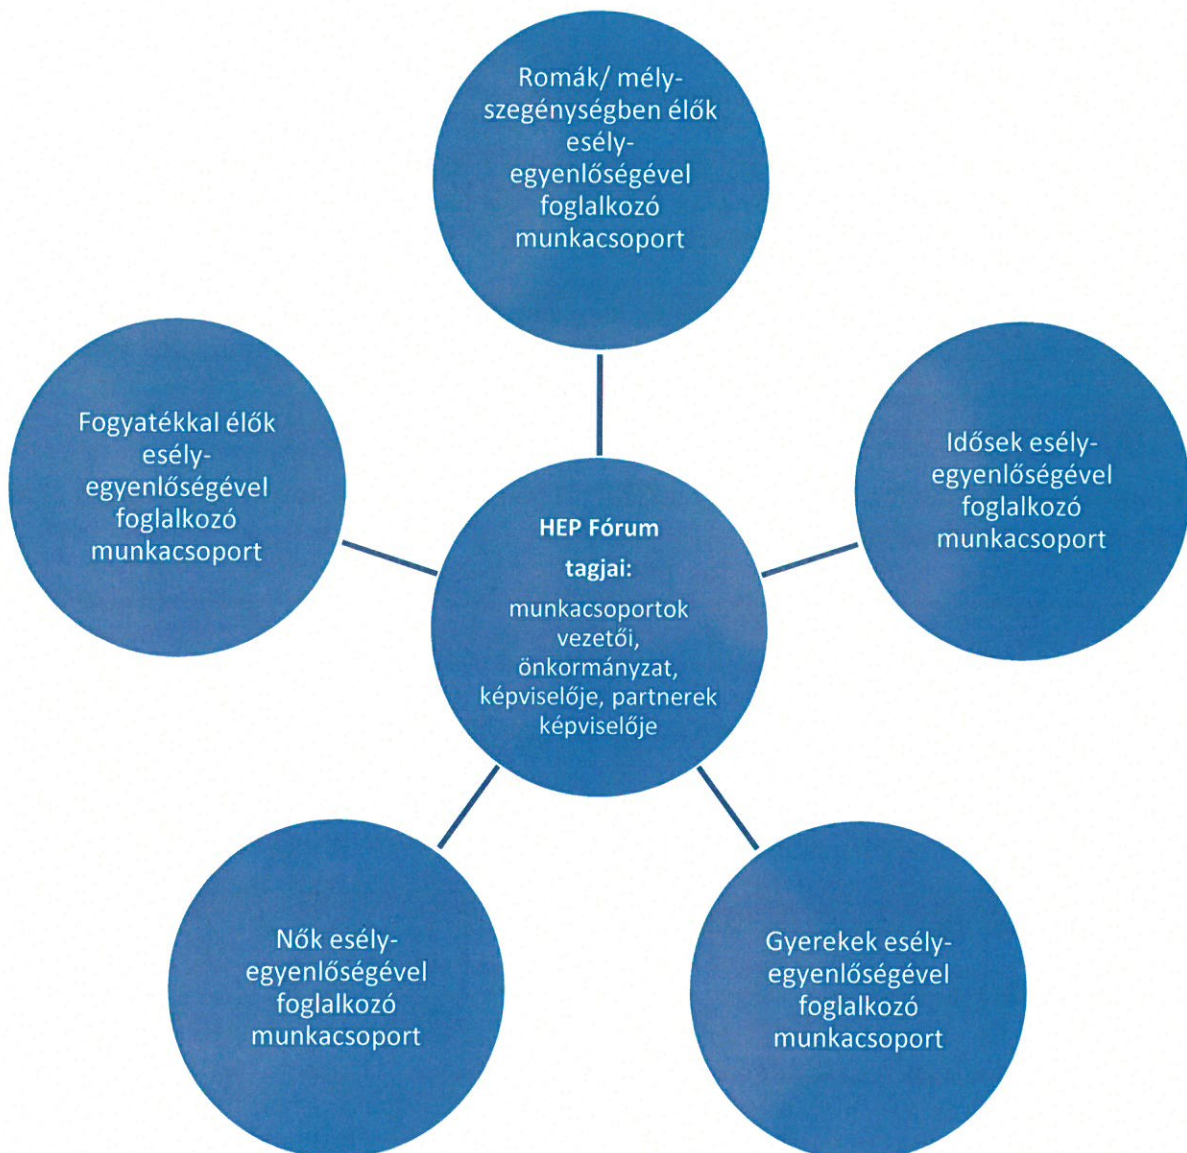 Romák/ mély-
szegénységben élők
esély-
egyenlőségével
foglalkozó
munkacsoport
Fogyatékkal élők
esély-
egyenlőségével
foglalkozó
munkacsoport
Idősek esély-
egyenlőségével
foglalkozó
munkacsoport
HEP Fórum
tagjai:
munkacsoportok
vezetői,
önkormányzat,
képviselője, partnerek
képviselője
Nők esély-
egyenlőségével
foglalkozó
munkacsoport
Gyerekek esély-
egyenlőségével
foglalkozó
munkacsoport